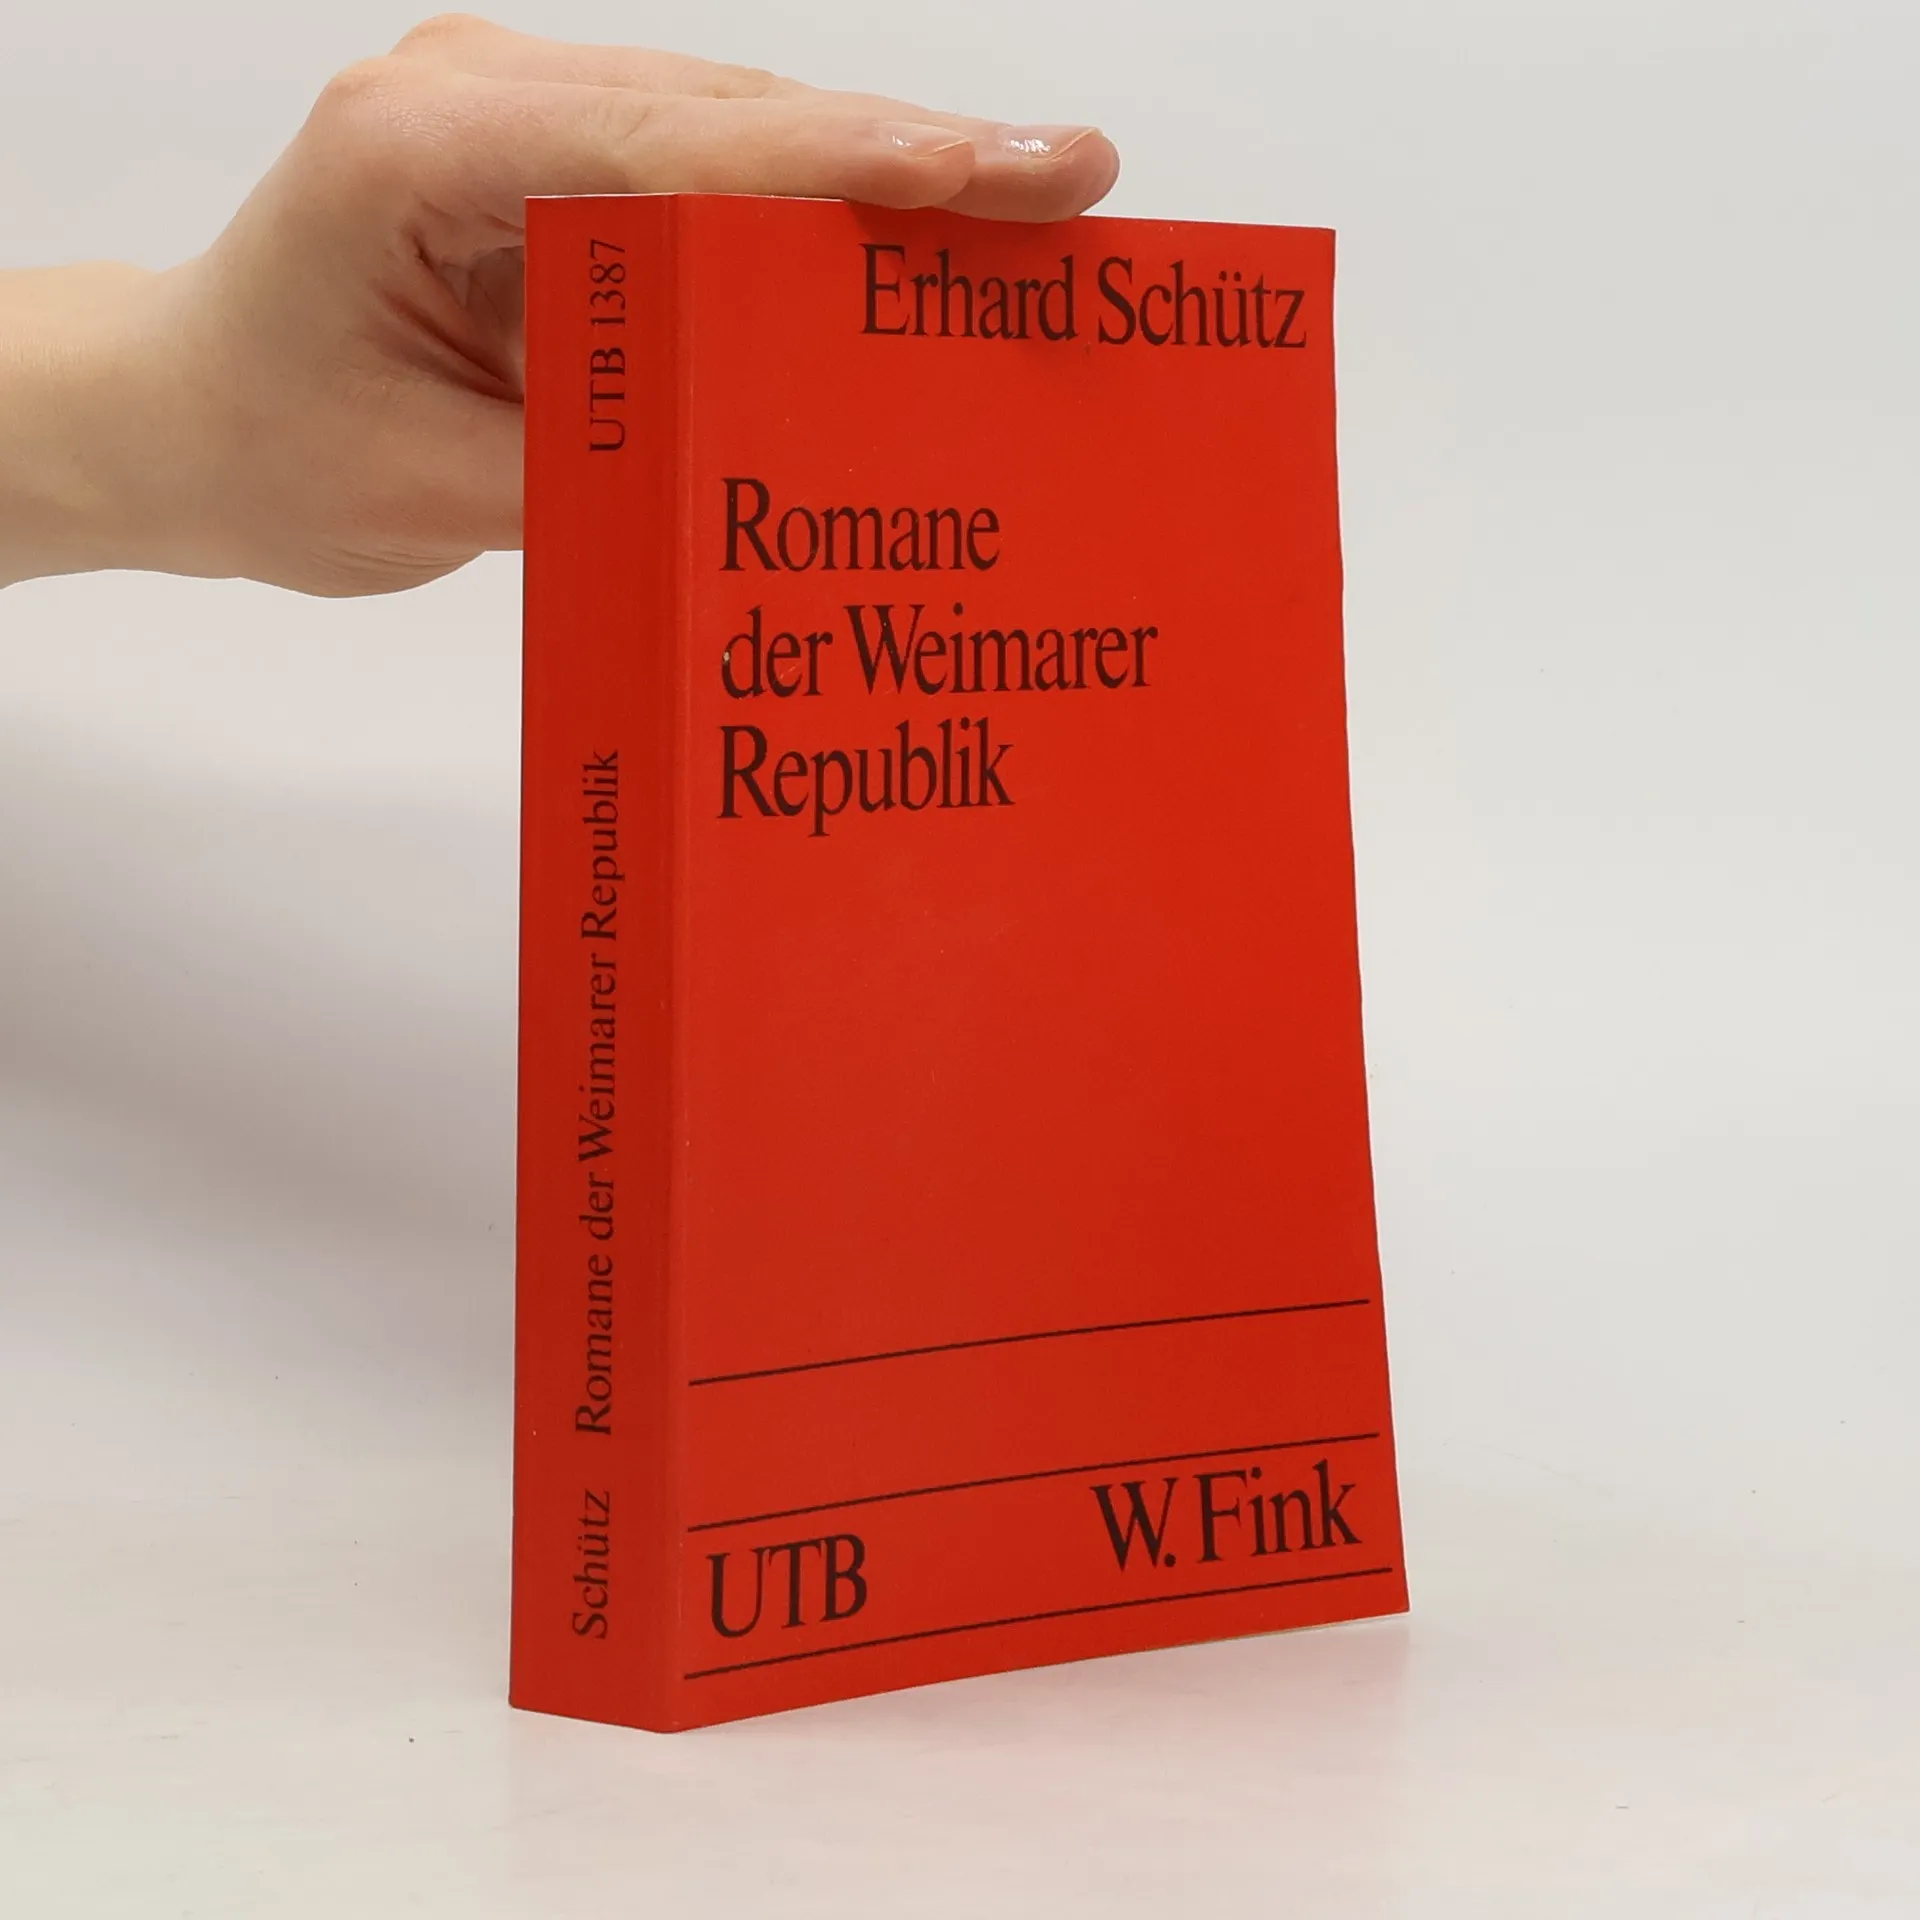 Erhard Schütz
Romane
der Weimarer
Republik
UTB
W. Fink
Schütz Romane der Weimarer Republik UTB 1387